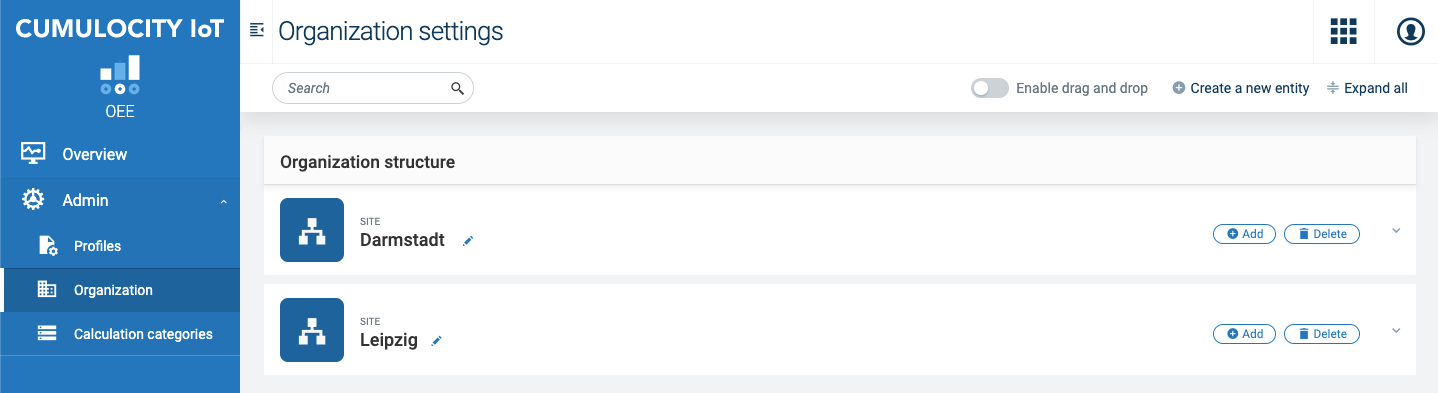 CUMULOCITY IoT
OEE
Overview
Admin
Profiles
Organization
Calculation categories
Organization settings
Search
Enable drag and drop
Create a new entity
Expand all
Organization structure
SITE
Darmstadt
Add
Delete
SITE
Leipzig
Add
Delete